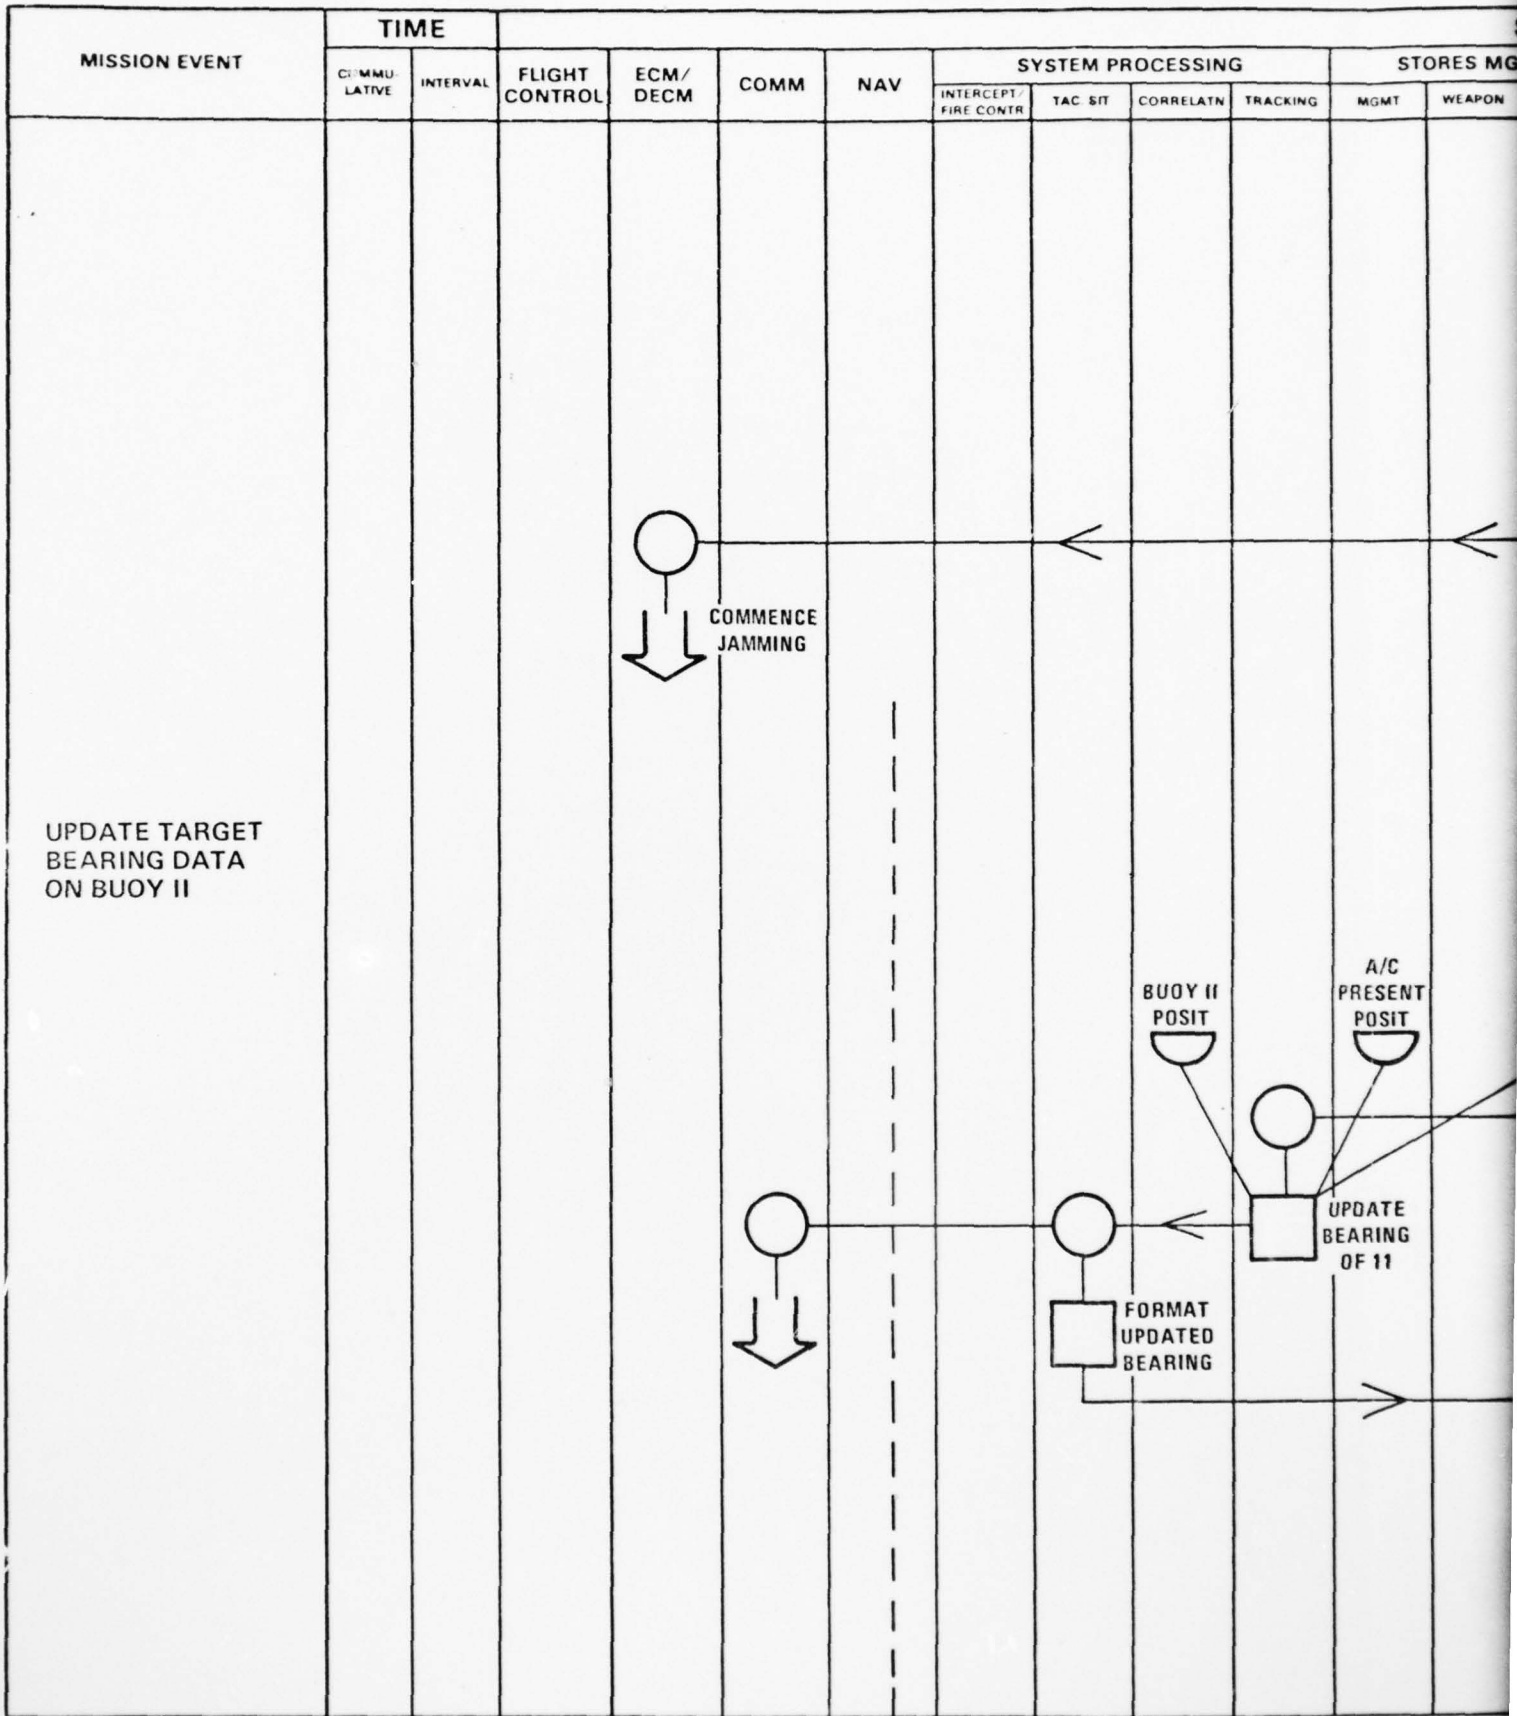 TIME
MISSION EVENT
FLIGHT
CONTROL
ECM/
DECM
COMM
NAV
SYSTEM PROCESSING
STORES MG
LATIVE
INTERVAL
INTERCEPT/
FIRE CONTR
TAC. SIT
CORRELATN
TRACKING
MGMT
WEAPON
COMMENCE
JAMMING
UPDATE TARGET
BEARING DATA
ON BUOY II
BUOY II
POSIT
A/C
PRESENT
POSIT
UPDATE
BEARING
OF 11
FORMAT
UPDATED
BEARING